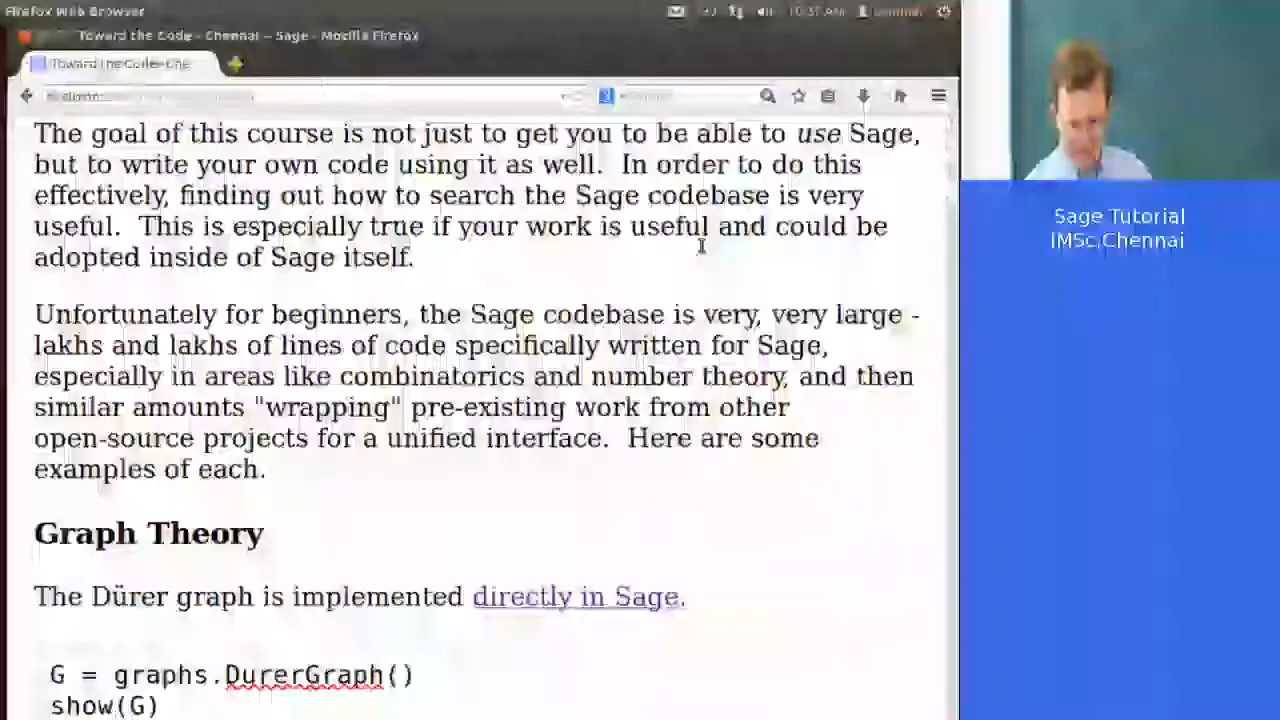 Firefox Web Browser
Toward the Code - Chennai -- Sage - Mozilla Firefox
Toward the Code - Che
The goal of this course is not just to get you to be able to use Sage,
but to write your own code using it as well. In order to do this
effectively, finding out how to search the Sage codebase is very
useful. This is especially true if your work is useful and could be
adopted inside of Sage itself.
Unfortunately for beginners, the Sage codebase is very, very large -
lakhs and lakhs of lines of code specifically written for Sage,
especially in areas like combinatorics and number theory, and then
similar amounts "wrapping" pre-existing work from other
open-source projects for a unified interface. Here are some
examples of each.
Graph Theory
The Dürer graph is implemented directly in Sage.
G = graphs.DurerGraph()
show(G)
Sage Tutorial
IMSc,Chennai